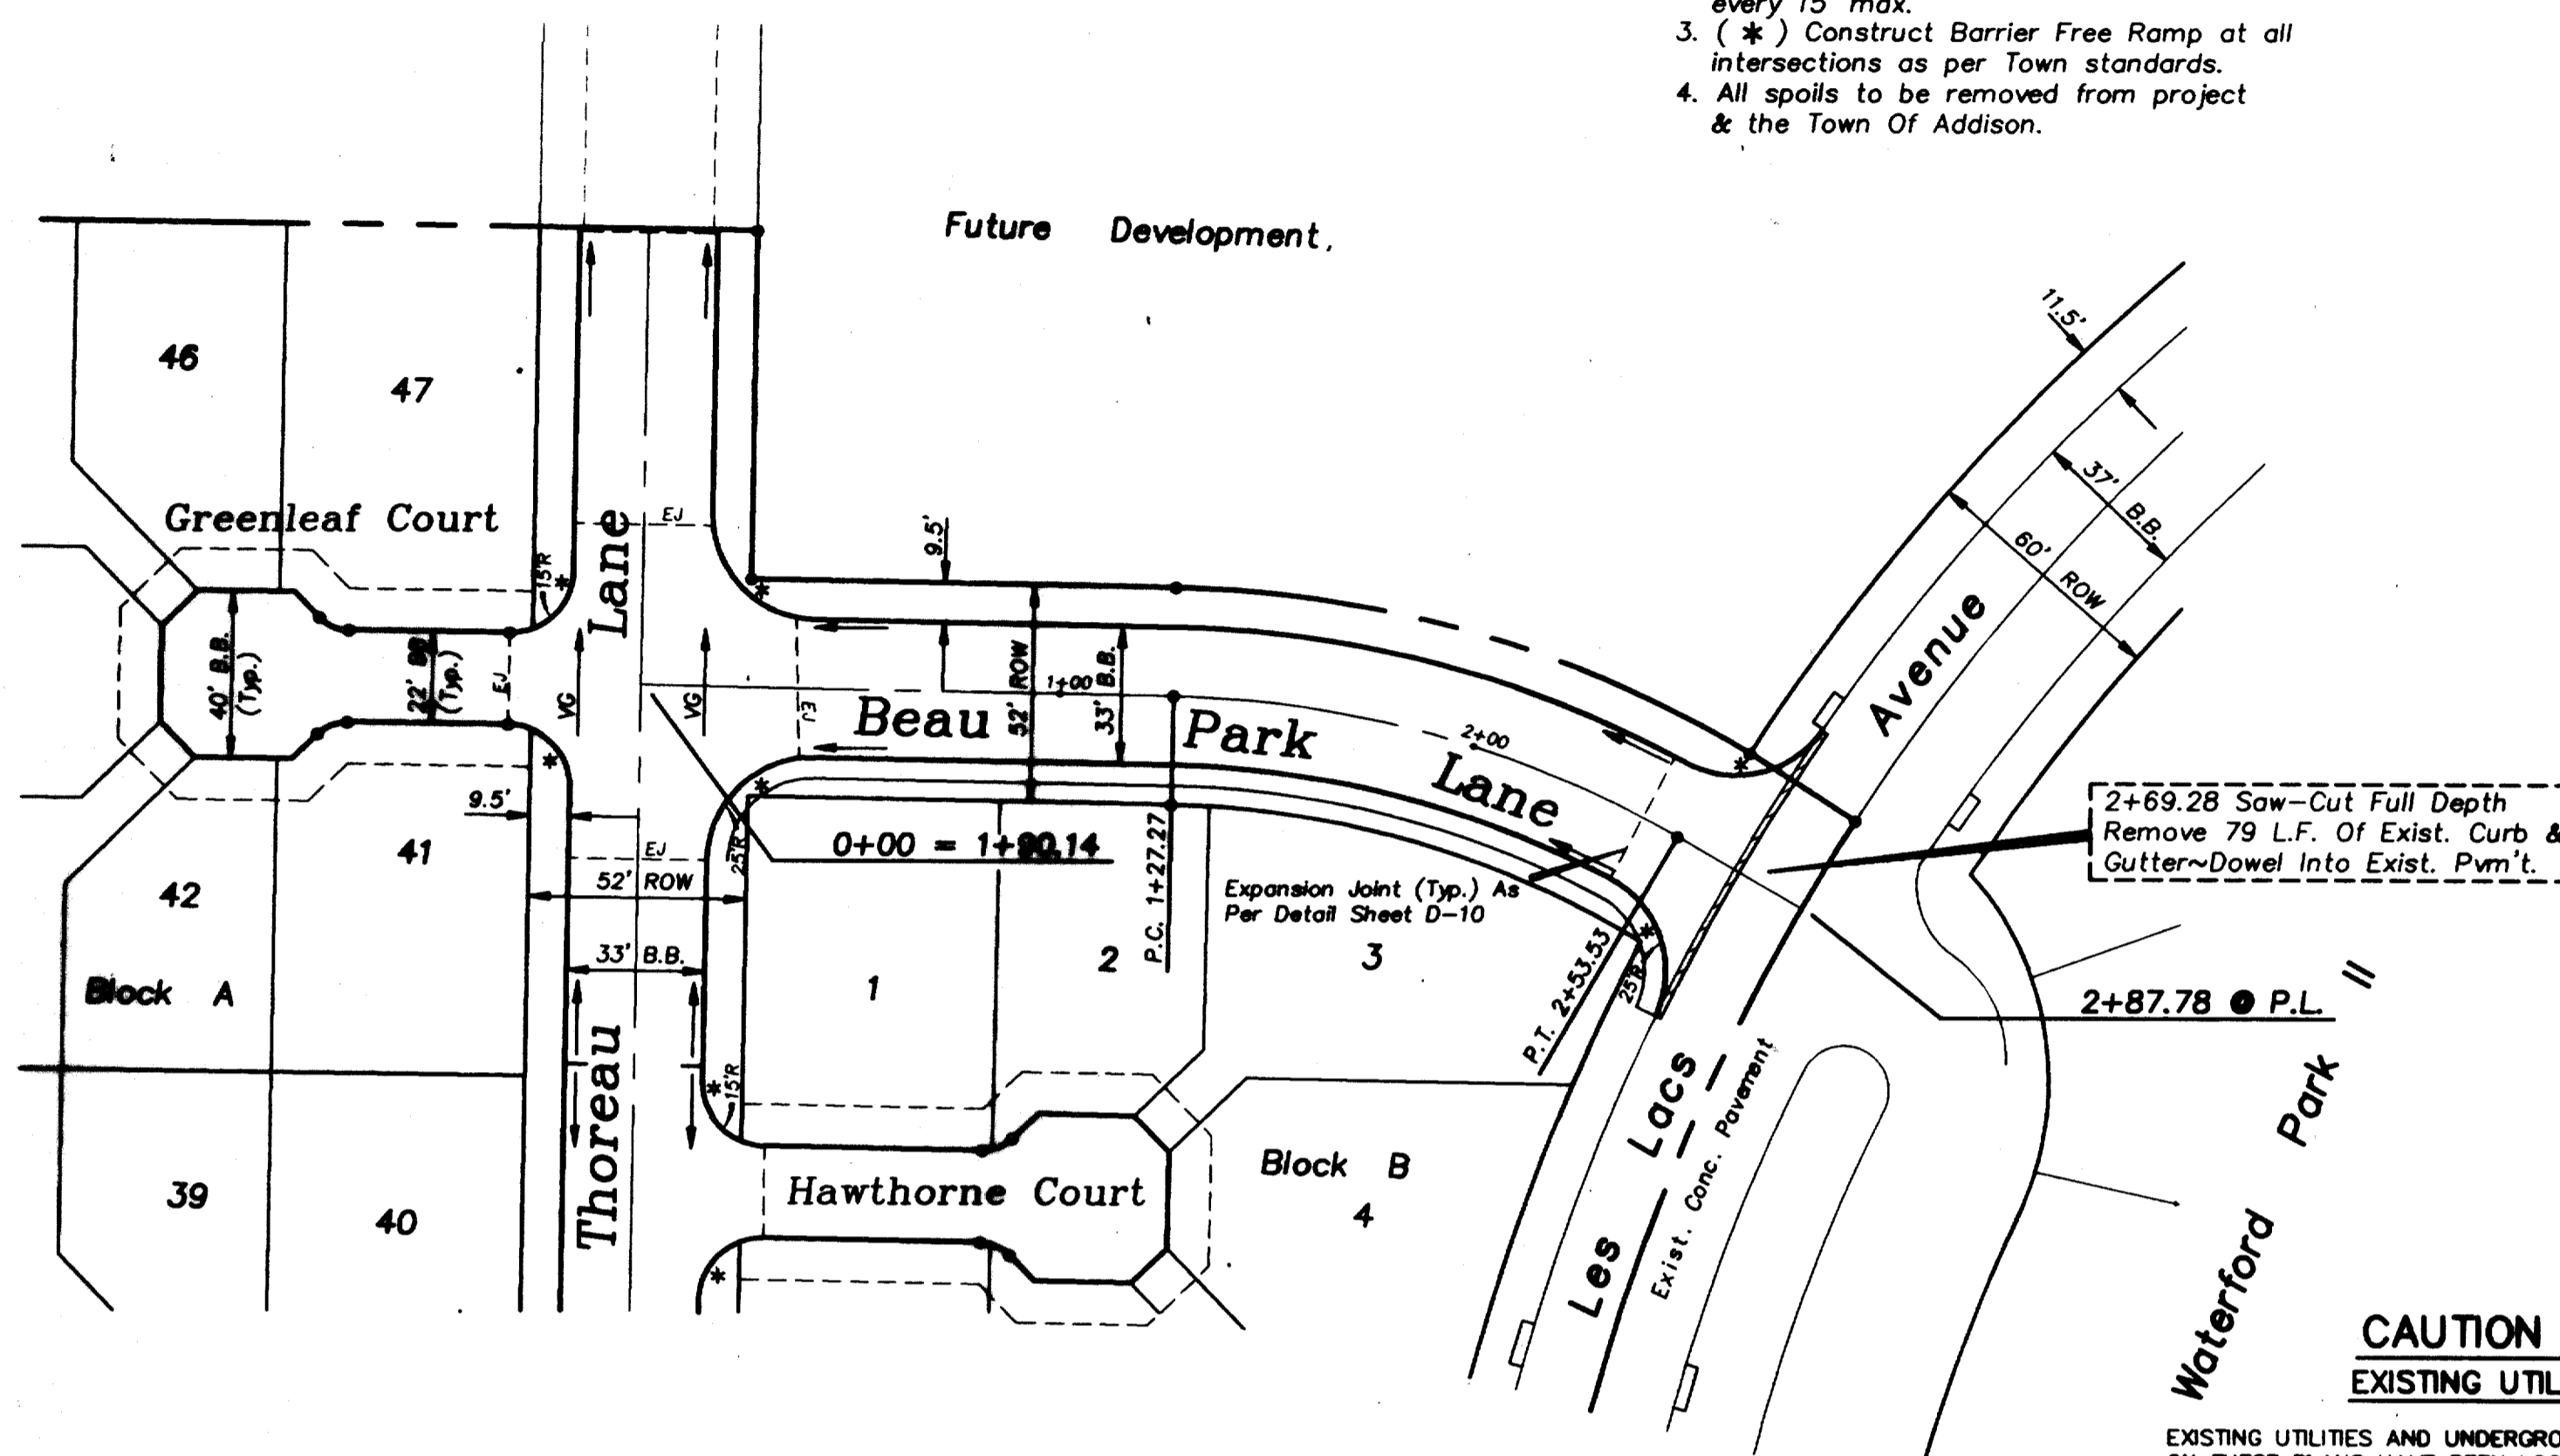 every 15' max.
3. ( * ) Construct Barrier Free Ramp at all
intersections as per Town standards.
4. All spoils to be removed from project
& the Town Of Addison.
Future Development
11.5'
37' B.B.
60' ROW
46
47
Greenleaf Court
15'R
Lane
EJ
9.5'
40' B.B.
(Typ.)
22' BB
(Typ.)
EJ
VG
VG
EJ
52' ROW
1+00
33' B.B.
Beau Park Lane
2+00
Avenue
2+69.28 Saw-Cut Full Depth
Remove 79 L.F. Of Exist. Curb &
Gutter~Dowel Into Exist. Pvm't.
9.5'
41
EJ
25'R
0+00 = 1+90.14
P.C. 1+27.27
52' ROW
42
Expansion Joint (Typ.) As
Per Detail Sheet D-10
33' B.B.
1
2
3
P.T. 2+53.53
25'R
2+87.78 @ P.L.
Block A
Thoreau
15'R
Les Lacs
Exist. Conc. Pavement
Waterford Park II
39
40
Hawthorne Court
Block B
4
CAUTION
EXISTING UTIL
EXISTING UTILITIES AND UNDERGRO